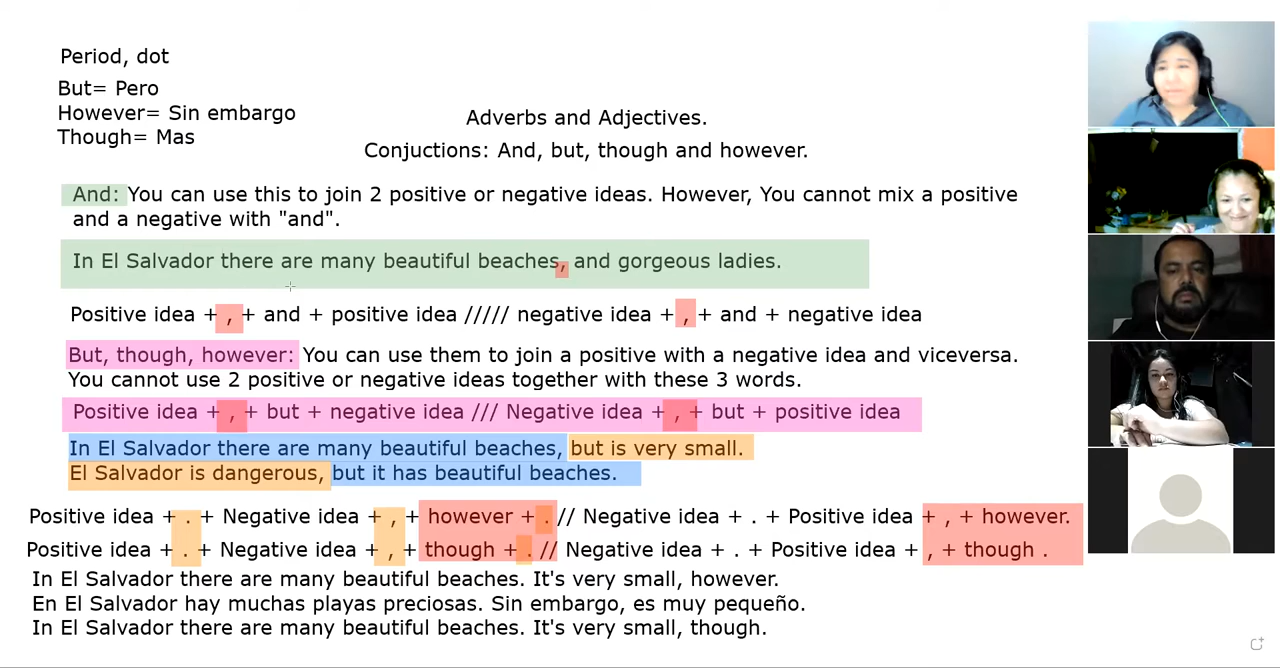 Period, dot
But= Pero
However= Sin embargo
Though= Mas
Adverbs and Adjectives.
Conjuctions: And, but, though and however.
And: You can use this to join 2 positive or negative ideas. However, You cannot mix a positive
and a negative with "and".
In El Salvador there are many beautiful beaches, and gorgeous ladies.
Positive idea + , + and + positive idea ///// negative idea + , + and + negative idea
But, though, however: You can use them to join a positive with a negative idea and viceversa.
You cannot use 2 positive or negative ideas together with these 3 words.
Positive idea + , + but + negative idea /// Negative idea + , + but + positive idea
In El Salvador there are many beautiful beaches, but is very small.
El Salvador is dangerous, but it has beautiful beaches.
Positive idea + . + Negative idea + , + however + . // Negative idea + . + Positive idea + , + however.
Positive idea + . + Negative idea + , + though + . // Negative idea + . + Positive idea + , + though .
In El Salvador there are many beautiful beaches. It's very small, however.
En El Salvador hay muchas playas preciosas. Sin embargo, es muy pequeño.
In El Salvador there are many beautiful beaches. It's very small, though.